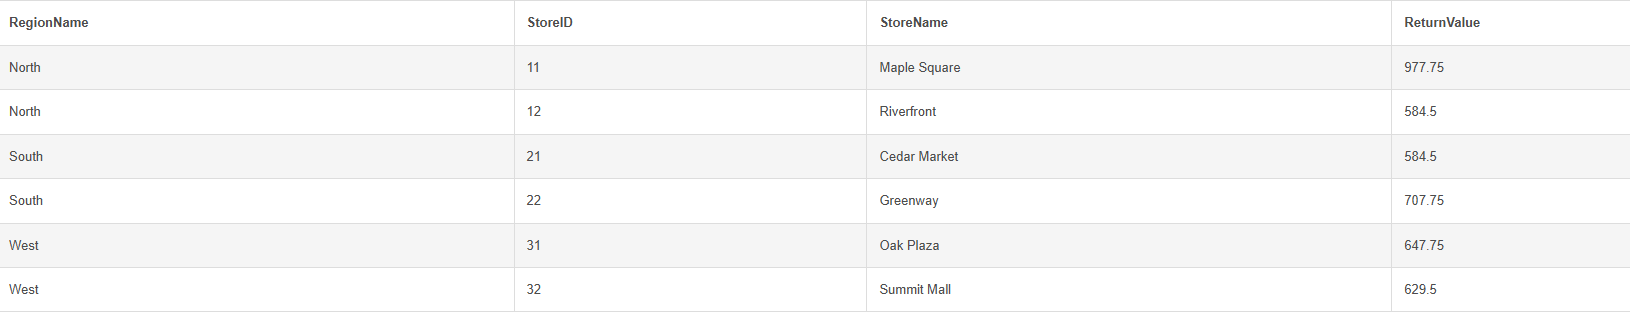 RegionName StoreID StoreName ReturnValue
North 11 Maple Square 977.75
North 12 Riverfront 584.5
South 21 Cedar Market 584.5
South 22 Greenway 707.75
West 31 Oak Plaza 647.75
West 32 Summit Mall 629.5